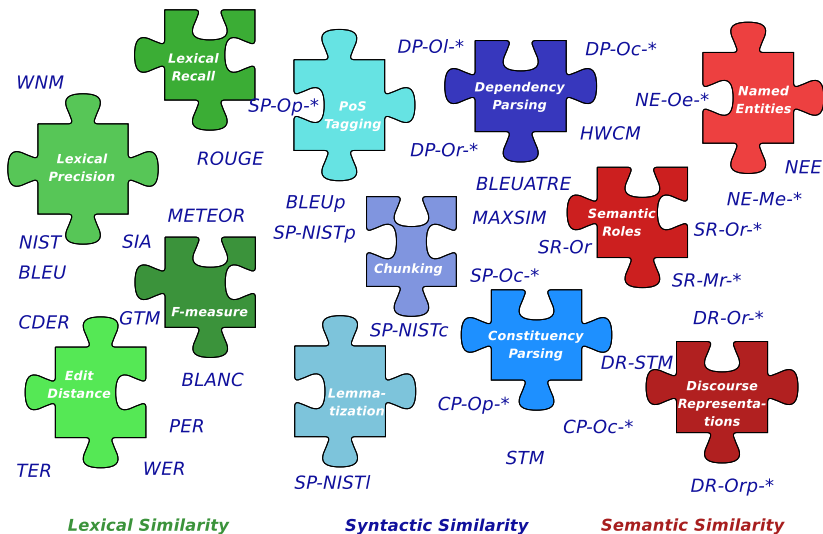 Lexical
Recall
DP-Ol-*
DP-Oc-*
WNM
SP-Op-*
PoS
Tagging
Dependency
Parsing
NE-Oe-*
Named
Entities
HWCM
DP-Or-*
ROUGE
Lexical
Precision
NEE
BLEUATRE
NE-Me-*
BLEUp
METEOR
MAXSIM
Semantic
Roles
SR-Or-*
SP-NISTp
NIST
SIA
SR-Or
BLEU
Chunking
SP-Oc-*
SR-Mr-*
CDER
GTM
F-measure
DR-Or-*
SP-NISTc
Constituency
Parsing
DR-STM
Edit
Distance
BLANC
Lemma-
tization
Discourse
Representa-
tions
CP-Op-*
PER
CP-Oc-*
STM
TER
WER
SP-NISTl
DR-Orp-*
Lexical Similarity
Syntactic Similarity
Semantic Similarity